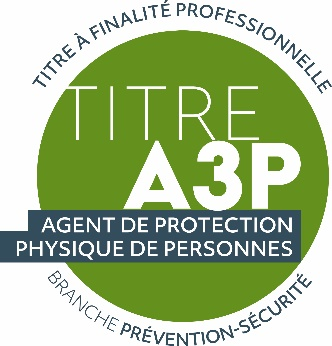 TITRE À FINALITÉ PROFESSIONNELLE
TITRE
A3P
AGENT DE PROTECTION
PHYSIQUE DE PERSONNES
BRANCHE PRÉVENTION-SÉCURITÉ